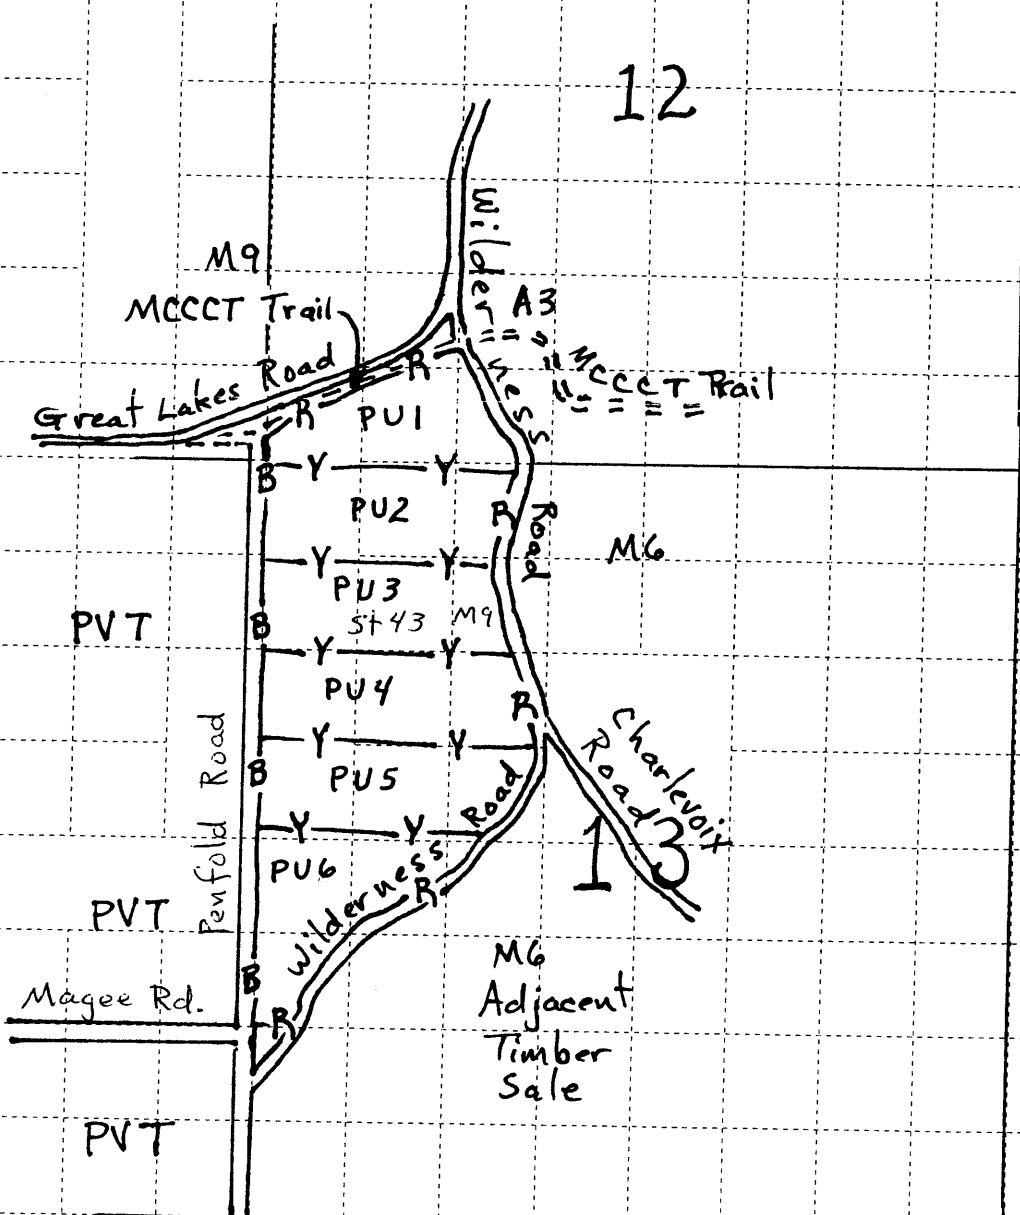 12
Wilderness Road
M9
MCCCT Trail
A3
MCCCT Trail
Great Lakes Road
R
R
PU1
B Y Y
PU2
R
M6
Y Y
PU3
St 43 M9
PVT
B
Y Y
PU4
R
Penfold Road
Charlevoix
Road
Y Y
B
PU5
13
Y Y
PU6
Wilderness Road
R
PVT
B
M6
Adjacent
Timber
Sale
Magee Rd.
R
PVT